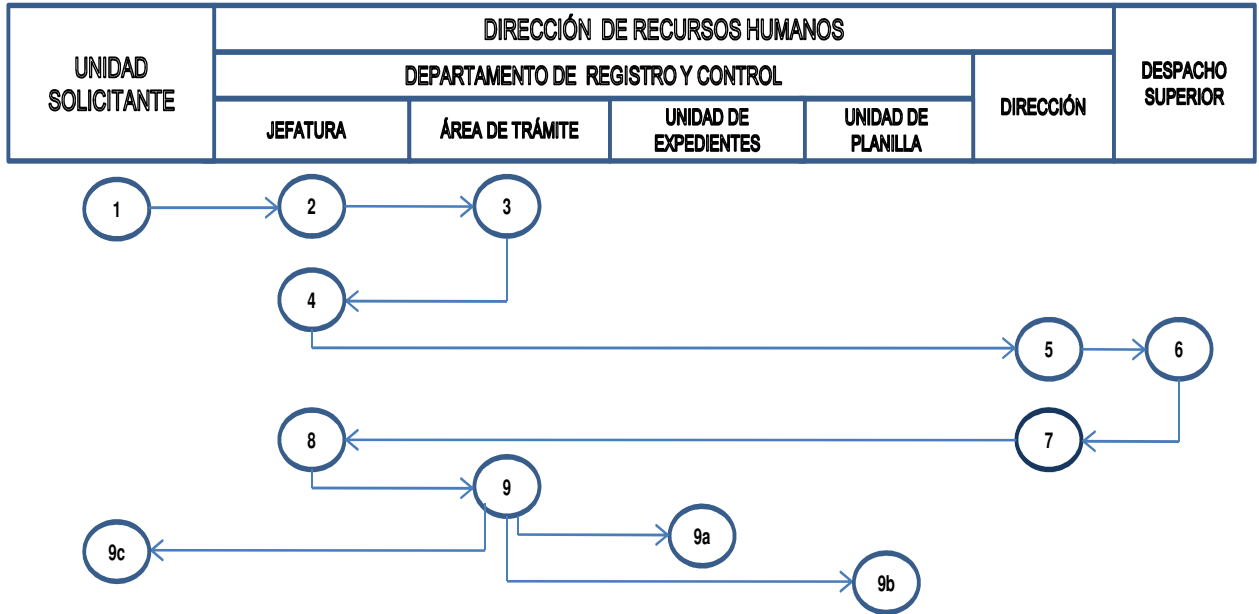 UNIDAD
SOLICITANTE
DIRECCIÓN DE RECURSOS HUMANOS
DEPARTAMENTO DE REGISTRO Y CONTROL
JEFATURA
ÁREA DE TRÁMITE
UNIDAD DE
EXPEDIENTES
UNIDAD DE
PLANILLA
DIRECCIÓN
DESPACHO
SUPERIOR
1
2
3
4
5
6
7
8
9
9a
9b
9c